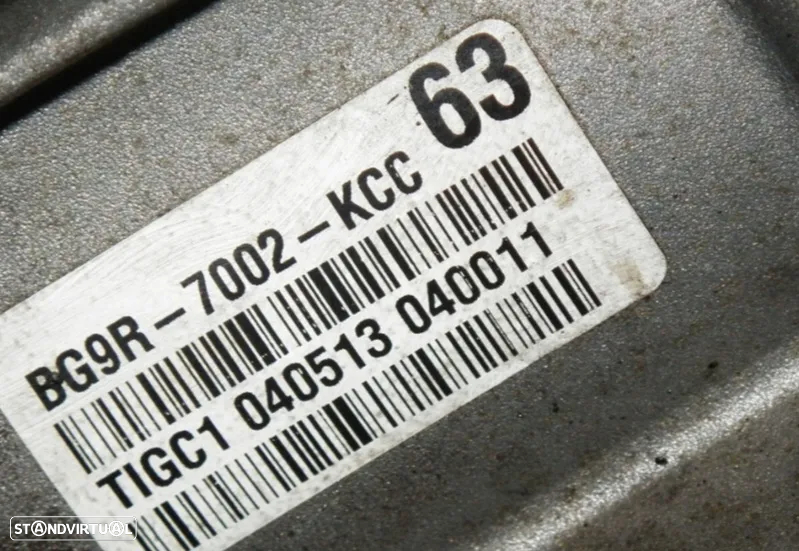 63
BG9R-7002-KCC
TIGC1 040513 040011
STANDVIRTUAL